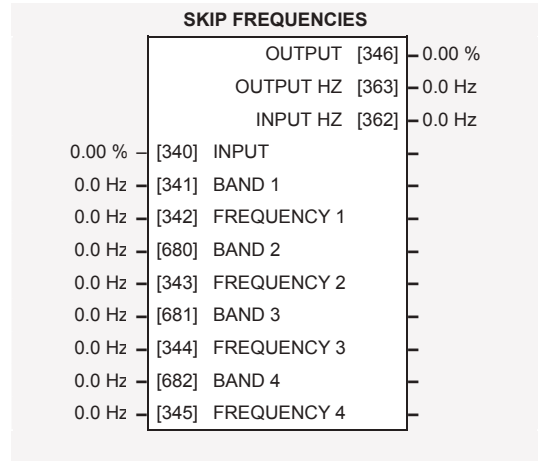 SKIP FREQUENCIES
OUTPUT [346] 0.00 %
OUTPUT HZ [363] 0.0 Hz
INPUT HZ [362] 0.0 Hz
0.00 % [340] INPUT
0.0 Hz [341] BAND 1
0.0 Hz [342] FREQUENCY 1
0.0 Hz [680] BAND 2
0.0 Hz [343] FREQUENCY 2
0.0 Hz [681] BAND 3
0.0 Hz [344] FREQUENCY 3
0.0 Hz [682] BAND 4
0.0 Hz [345] FREQUENCY 4